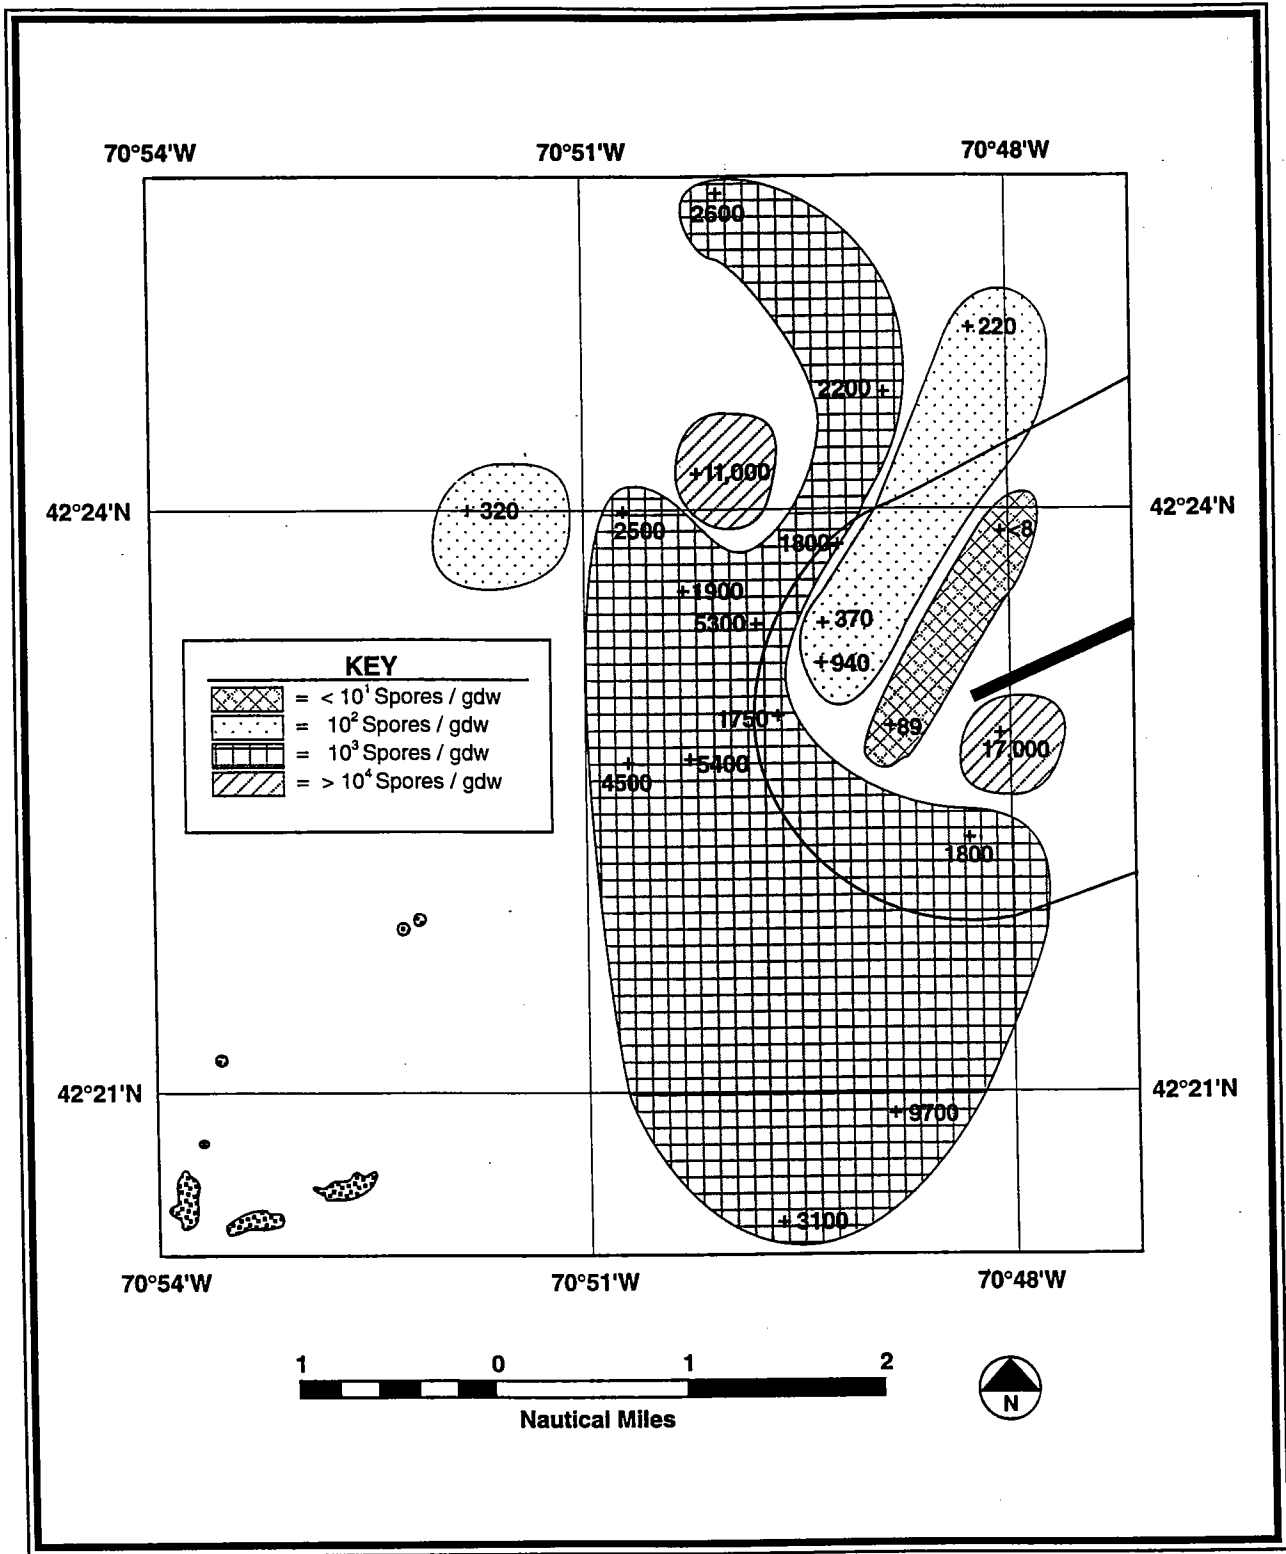 70°54'W 70°51'W 70°48'W
2600
+220
2200+
+11,000
42°24'N +320 42°24'N
2500
+<8
1800+
+1900
5300+ +370
+940
KEY
= < 10¹ Spores / gdw
= 10² Spores / gdw
= 10³ Spores / gdw
= > 10⁴ Spores / gdw
1750+ +89
17,000
+5400
4500
1800
42°21'N 42°21'N
+9700
+3100
70°54'W 70°51'W 70°48'W
1 0 1 2
Nautical Miles
N